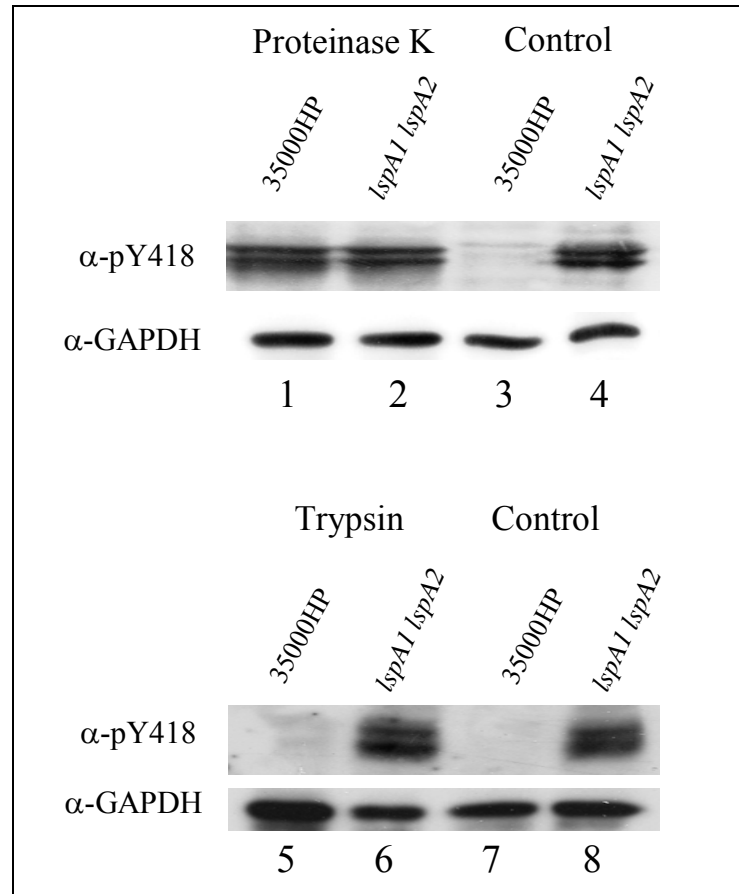 Proteinase K Control
35000HP lspA1 lspA2 35000HP lspA1 lspA2
α-pY418
α-GAPDH
1 2 3 4
Trypsin Control
35000HP lspA1 lspA2 35000HP lspA1 lspA2
α-pY418
α-GAPDH
5 6 7 8